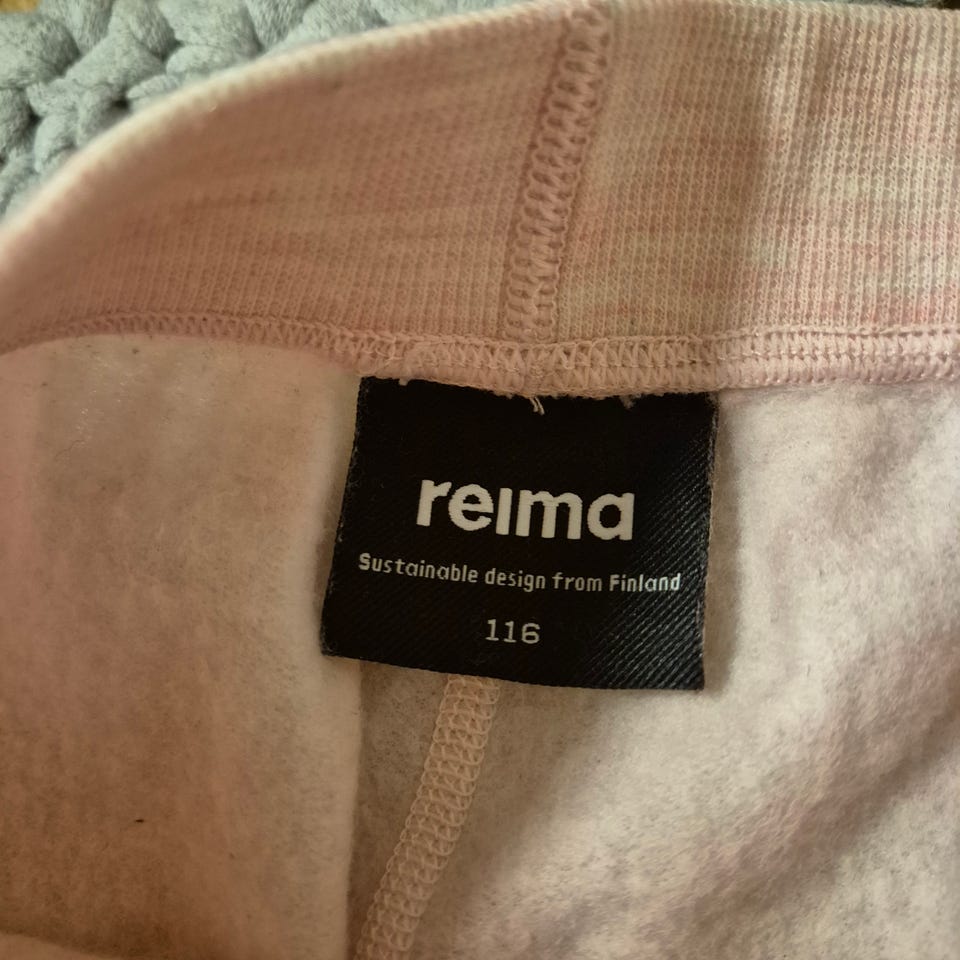 reima
Sustainable design from Finland
116